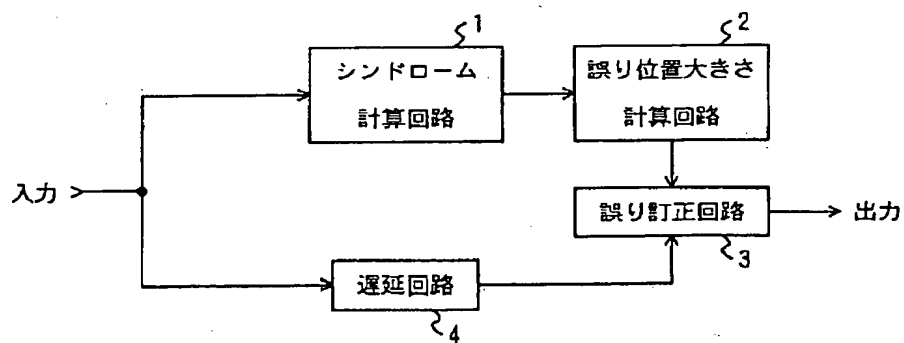 1
シンドローム
計算回路
2
誤り位置大きさ
計算回路
入力
誤り訂正回路
出力
3
遅延回路
4